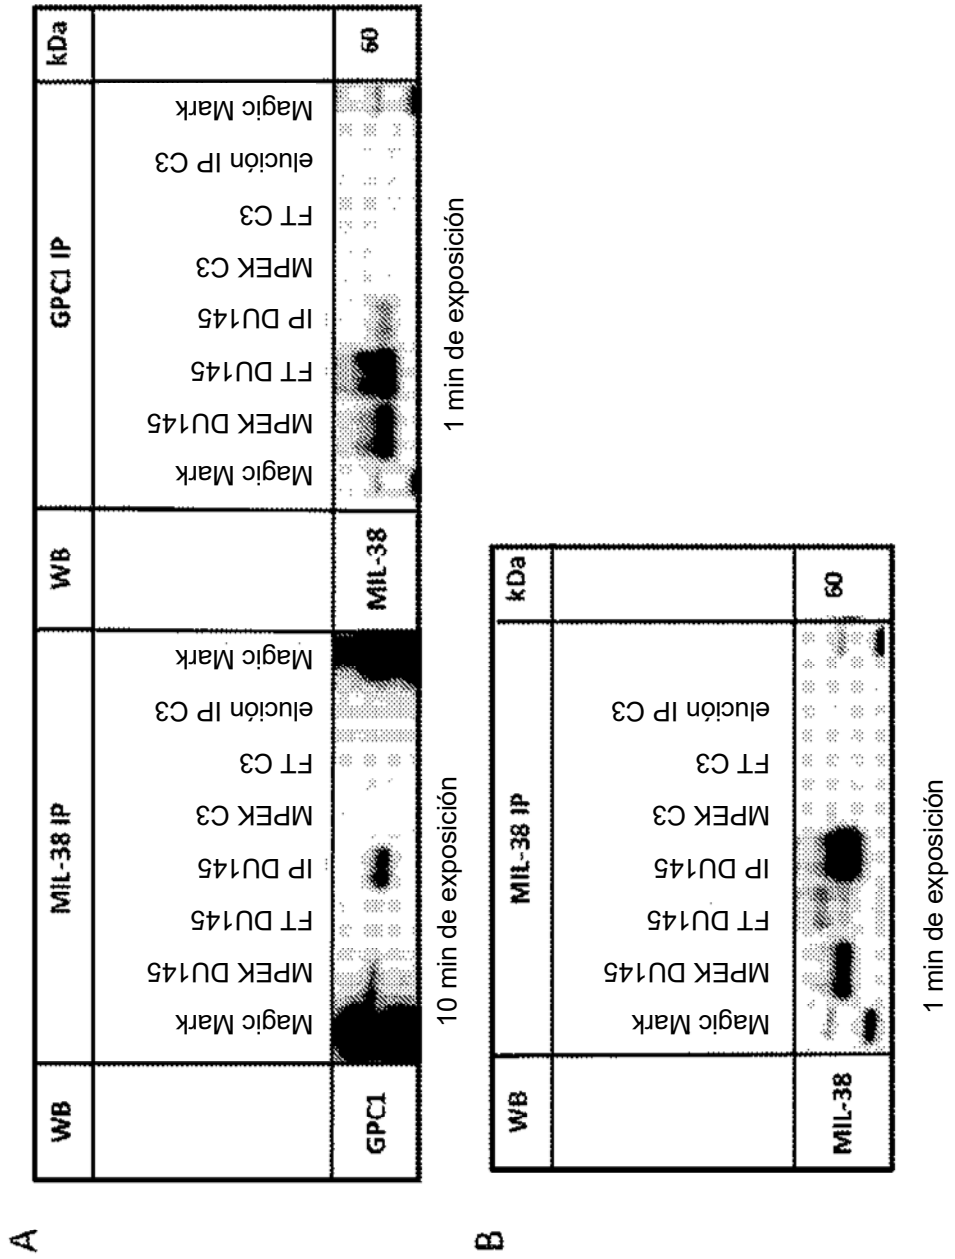 A
WB
MIL-38 IP
WB
GPC1 IP
kDa
Magic Mark
MPEK DU145
FT DU145
IP DU145
MPEK C3
FT C3
elución IP C3
Magic Mark
Magic Mark
MPEK DU145
FT DU145
IP DU145
MPEK C3
FT C3
elución IP C3
Magic Mark
GPC1
MIL-38
60
10 min de exposición
1 min de exposición
B
WB
MIL-38 IP
kDa
Magic Mark
MPEK DU145
FT DU145
IP DU145
MPEK C3
FT C3
elución IP C3
MIL-38
60
1 min de exposición